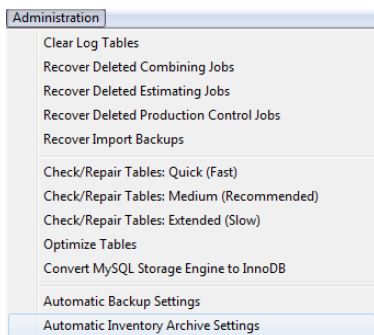 Administration
Clear Log Tables
Recover Deleted Combining Jobs
Recover Deleted Estimating Jobs
Recover Deleted Production Control Jobs
Recover Import Backups
Check/Repair Tables: Quick (Fast)
Check/Repair Tables: Medium (Recommended)
Check/Repair Tables: Extended (Slow)
Optimize Tables
Convert MySQL Storage Engine to InnoDB
Automatic Backup Settings
Automatic Inventory Archive Settings